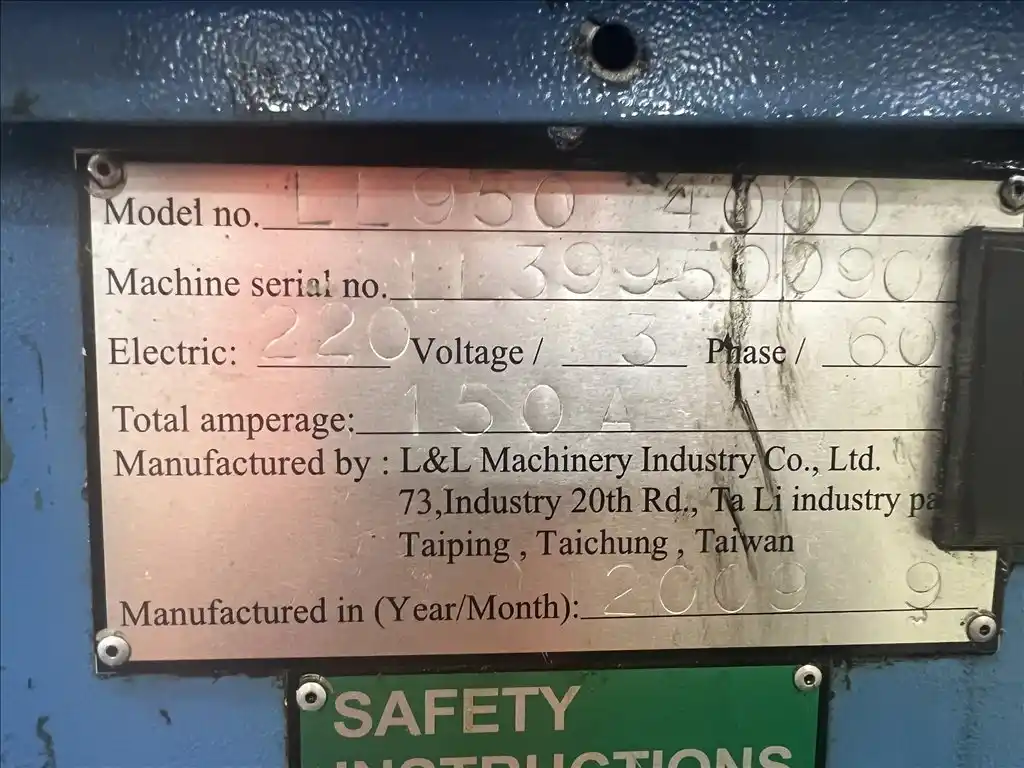 Model no. LL950 4000
Machine serial no.
Electric: 220 Voltage / 3 Phase / 60
Total amperage: 150A
Manufactured by : L&L Machinery Industry Co., Ltd.
73,Industry 20th Rd., Ta Li industry
Taiping , Taichung , Taiwan
Manufactured in (Year/Month): 2009 9
SAFETY
INSTRUCTIONS